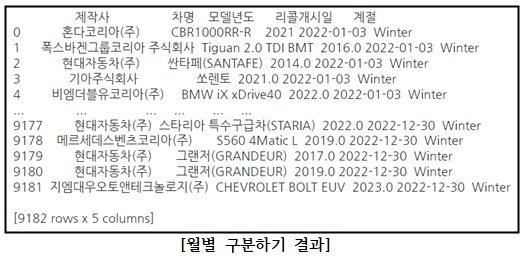 제작사 차명 모델년도 리콜개시일 계절
0 혼다코리아(주) CBR1000RR-R 2021 2022-01-03 Winter
1 폭스바겐그룹코리아 주식회사 Tiguan 2.0 TDI BMT 2016.0 2022-01-03 Winter
2 현대자동차(주) 싼타페(SANTAFE) 2014.0 2022-01-03 Winter
3 기아주식회사 쏘렌토 2021.0 2022-01-03 Winter
4 비엠더블유코리아(주) BMW iX xDrive40 2022.0 2022-01-03 Winter
... ... ... ... ... ...
9177 현대자동차(주) 스타리아 특수구급차(STARIA) 2022.0 2022-12-30 Winter
9178 메르세데스벤츠코리아(주) S560 4Matic L 2019.0 2022-12-30 Winter
9179 현대자동차(주) 그랜저(GRANDEUR) 2017.0 2022-12-30 Winter
9180 현대자동차(주) 그랜저(GRANDEUR) 2019.0 2022-12-30 Winter
9181 지엠대우오토앤테크놀로지(주) CHEVROLET BOLT EUV 2023.0 2022-12-30 Winter
[9182 rows x 5 columns]
[월별 구분하기 결과]